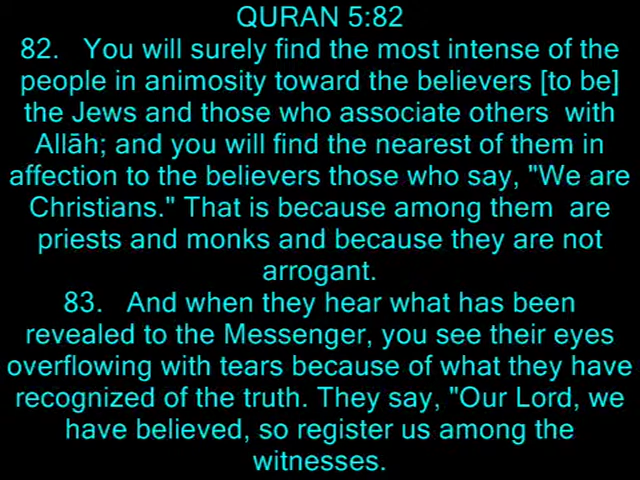 QURAN 5:82
82.   You will surely find the most intense of the
people in animosity toward the believers [to be]
the Jews and those who associate others  with
Allāh; and you will find the nearest of them in
affection to the believers those who say, "We are
Christians." That is because among them  are
priests and monks and because they are not
arrogant.
83.   And when they hear what has been
revealed to the Messenger, you see their eyes
overflowing with tears because of what they have
recognized of the truth. They say, "Our Lord, we
have believed, so register us among the
witnesses.